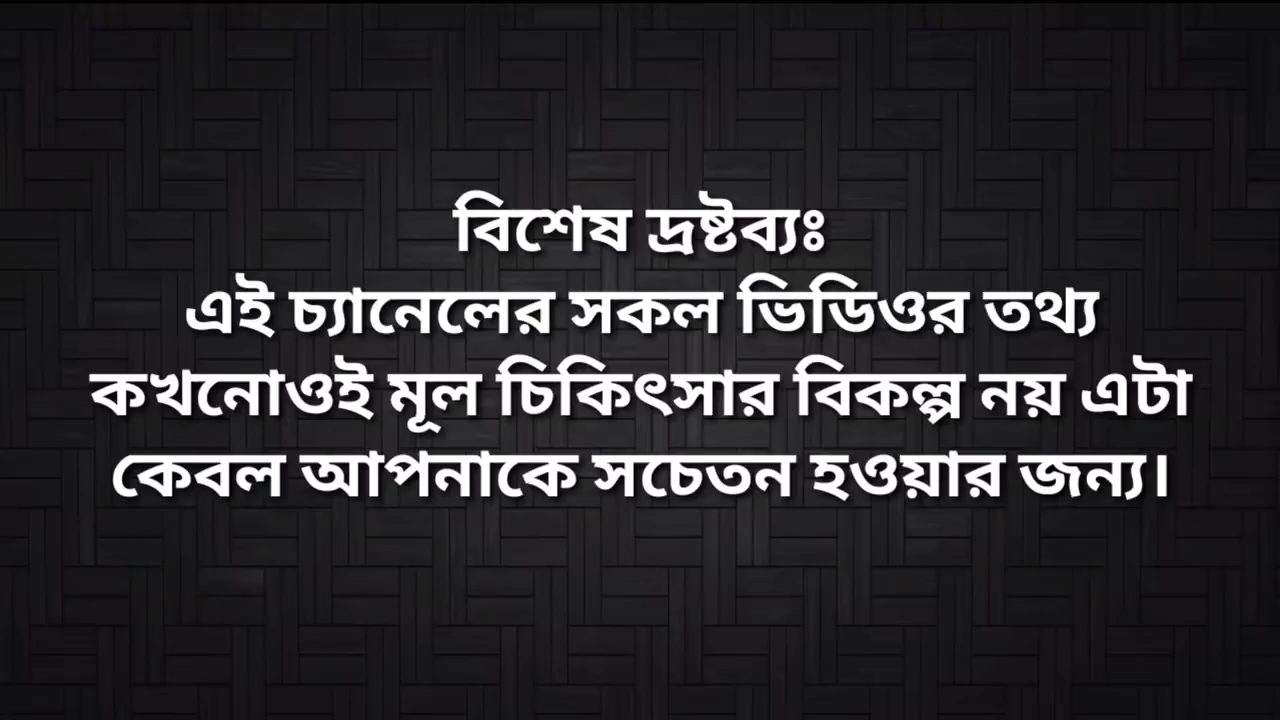 বিশেষ দ্রষ্টব্যঃ
এই চ্যানেলের সকল ভিডিওর তথ্য
কখনোওই মূল চিকিৎসার বিকল্প নয় এটা
কেবল আপনাকে সচেতন হওয়ার জন্য।